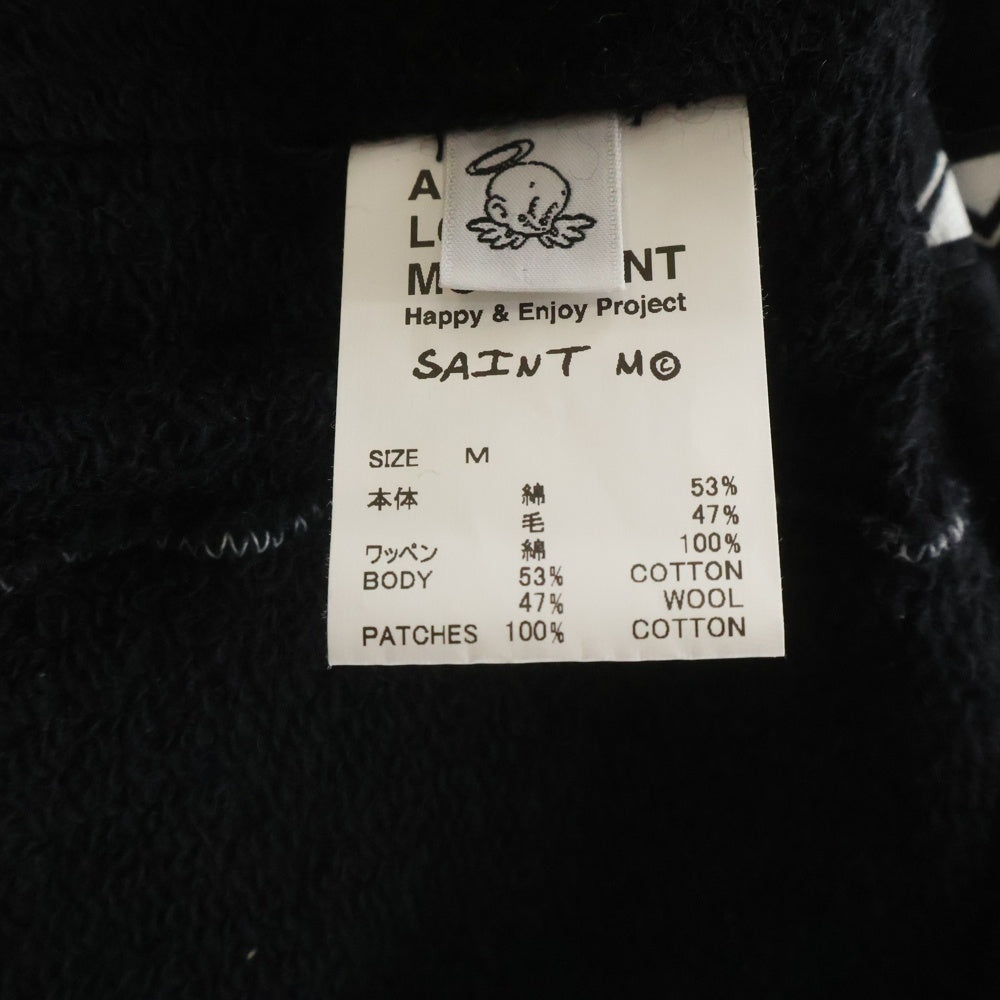 NT
Happy & Enjoy Project
SAINT M©
SIZE M
本体 綿 53%
毛 47%
ワッペン 綿 100%
BODY 53% COTTON
47% WOOL
PATCHES 100% COTTON